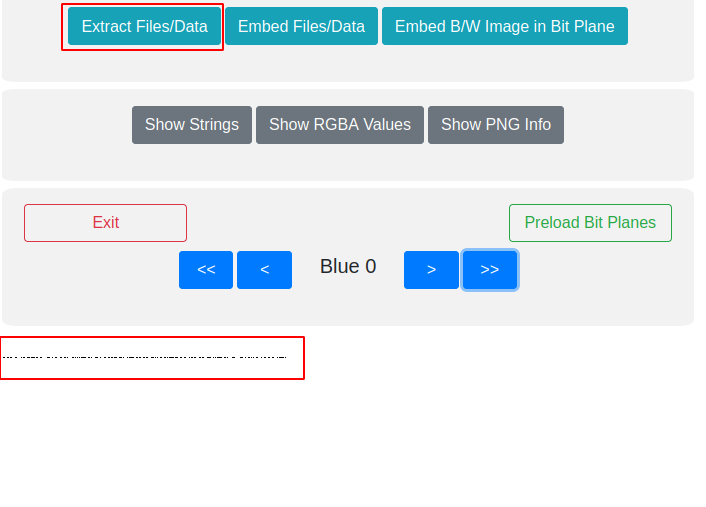 Extract Files/Data Embed Files/Data Embed B/W Image in Bit Plane
Show Strings Show RGBA Values Show PNG Info
Exit Preload Bit Planes
<< < Blue 0 > >>